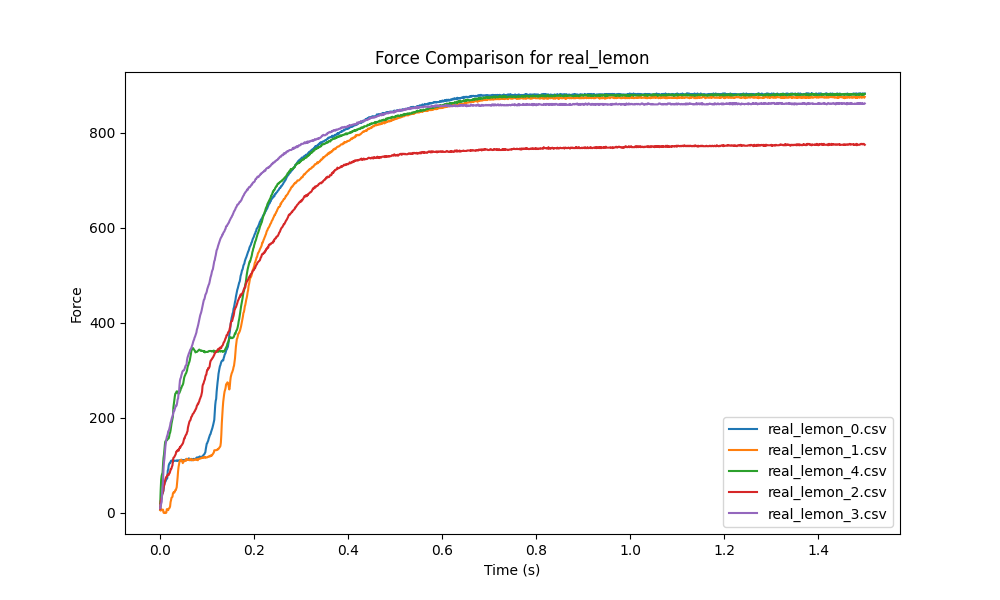 Force Comparison for real_lemon
Force
800
600
400
200
0
0.0 0.2 0.4 0.6 0.8 1.0 1.2 1.4
Time (s)
real_lemon_0.csv
real_lemon_1.csv
real_lemon_4.csv
real_lemon_2.csv
real_lemon_3.csv